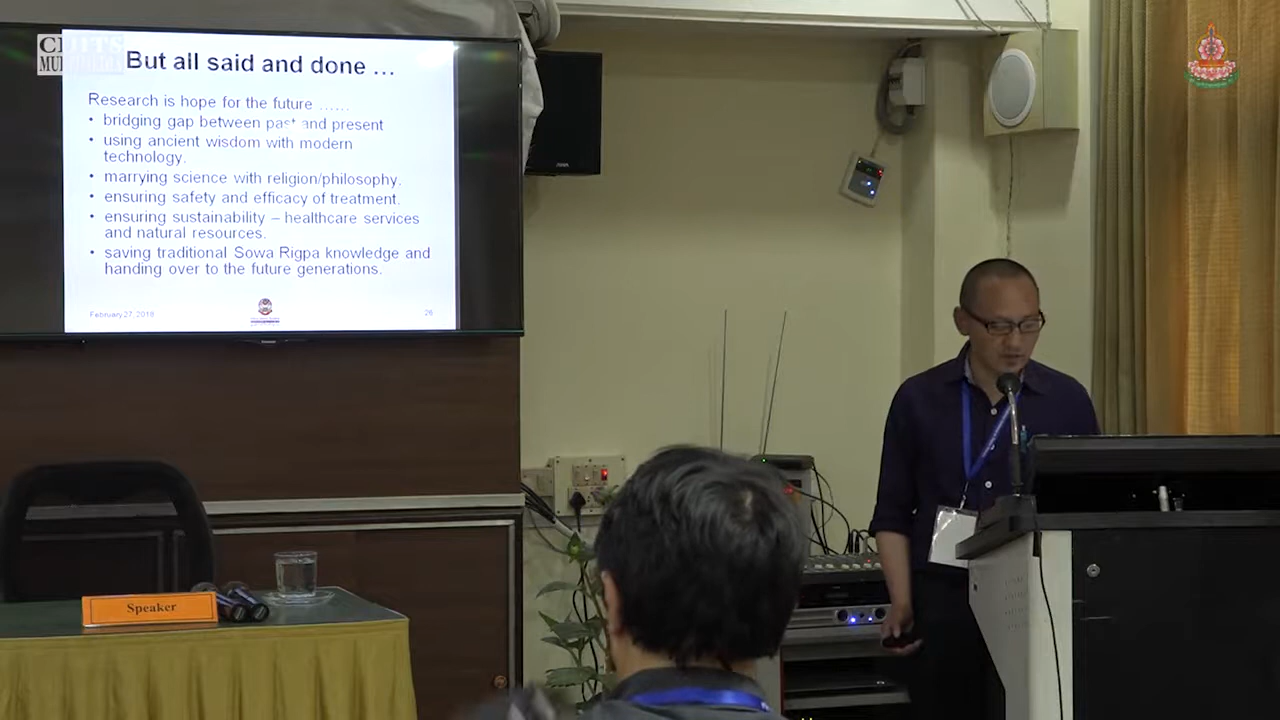 But all said and done …
Research is hope for the future ……
• bridging gap between past and present
• using ancient wisdom with modern
technology.
• marrying science with religion/philosophy.
• ensuring safety and efficacy of treatment.
• ensuring sustainability – healthcare services
and natural resources.
• saving traditional Sowa Rigpa knowledge and
handing over to the future generations.
February 27, 2018
26
Speaker